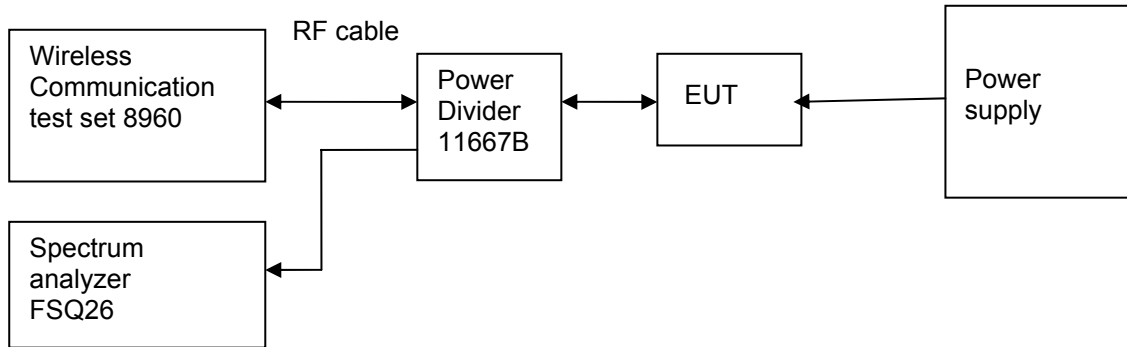 Wireless
Communication
test set 8960
RF cable
Power
Divider
11667B
EUT
Power
supply
Spectrum
analyzer
FSQ26